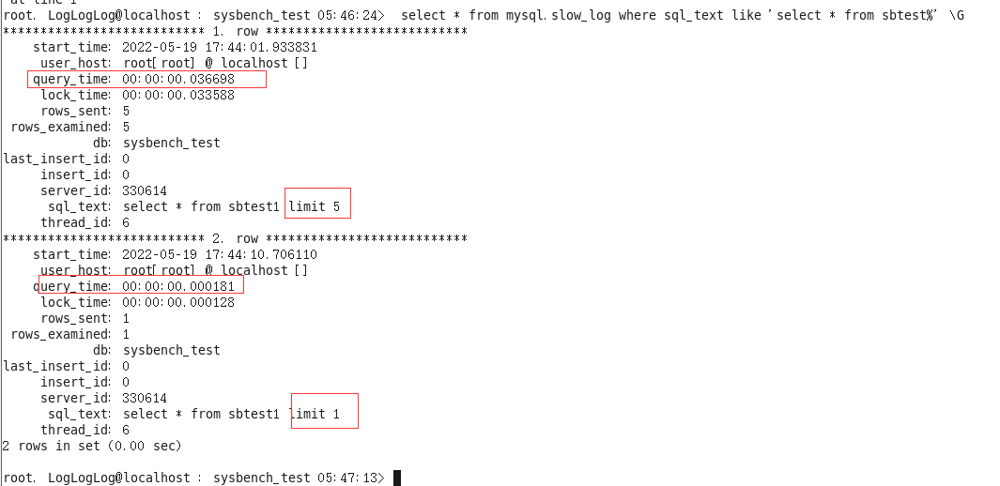 at line 1
root. LogLogLog@localhost : sysbench_test 05:46:24> select * from mysql.slow_log where sql_text like 'select * from sbtest%' \G
*************************** 1. row ***************************
start_time: 2022-05-19 17:44:01.933831
user_host: root[root] @ localhost []
query_time: 00:00:00.036698
lock_time: 00:00:00.033588
rows_sent: 5
rows_examined: 5
db: sysbench_test
last_insert_id: 0
insert_id: 0
server_id: 330614
sql_text: select * from sbtest1 limit 5
thread_id: 6
*************************** 2. row ***************************
start_time: 2022-05-19 17:44:10.706110
user_host: root[root] @ localhost []
query_time: 00:00:00.000181
lock_time: 00:00:00.000128
rows_sent: 1
rows_examined: 1
db: sysbench_test
last_insert_id: 0
insert_id: 0
server_id: 330614
sql_text: select * from sbtest1 limit 1
thread_id: 6
2 rows in set (0.00 sec)
root. LogLogLog@localhost : sysbench_test 05:47:13>